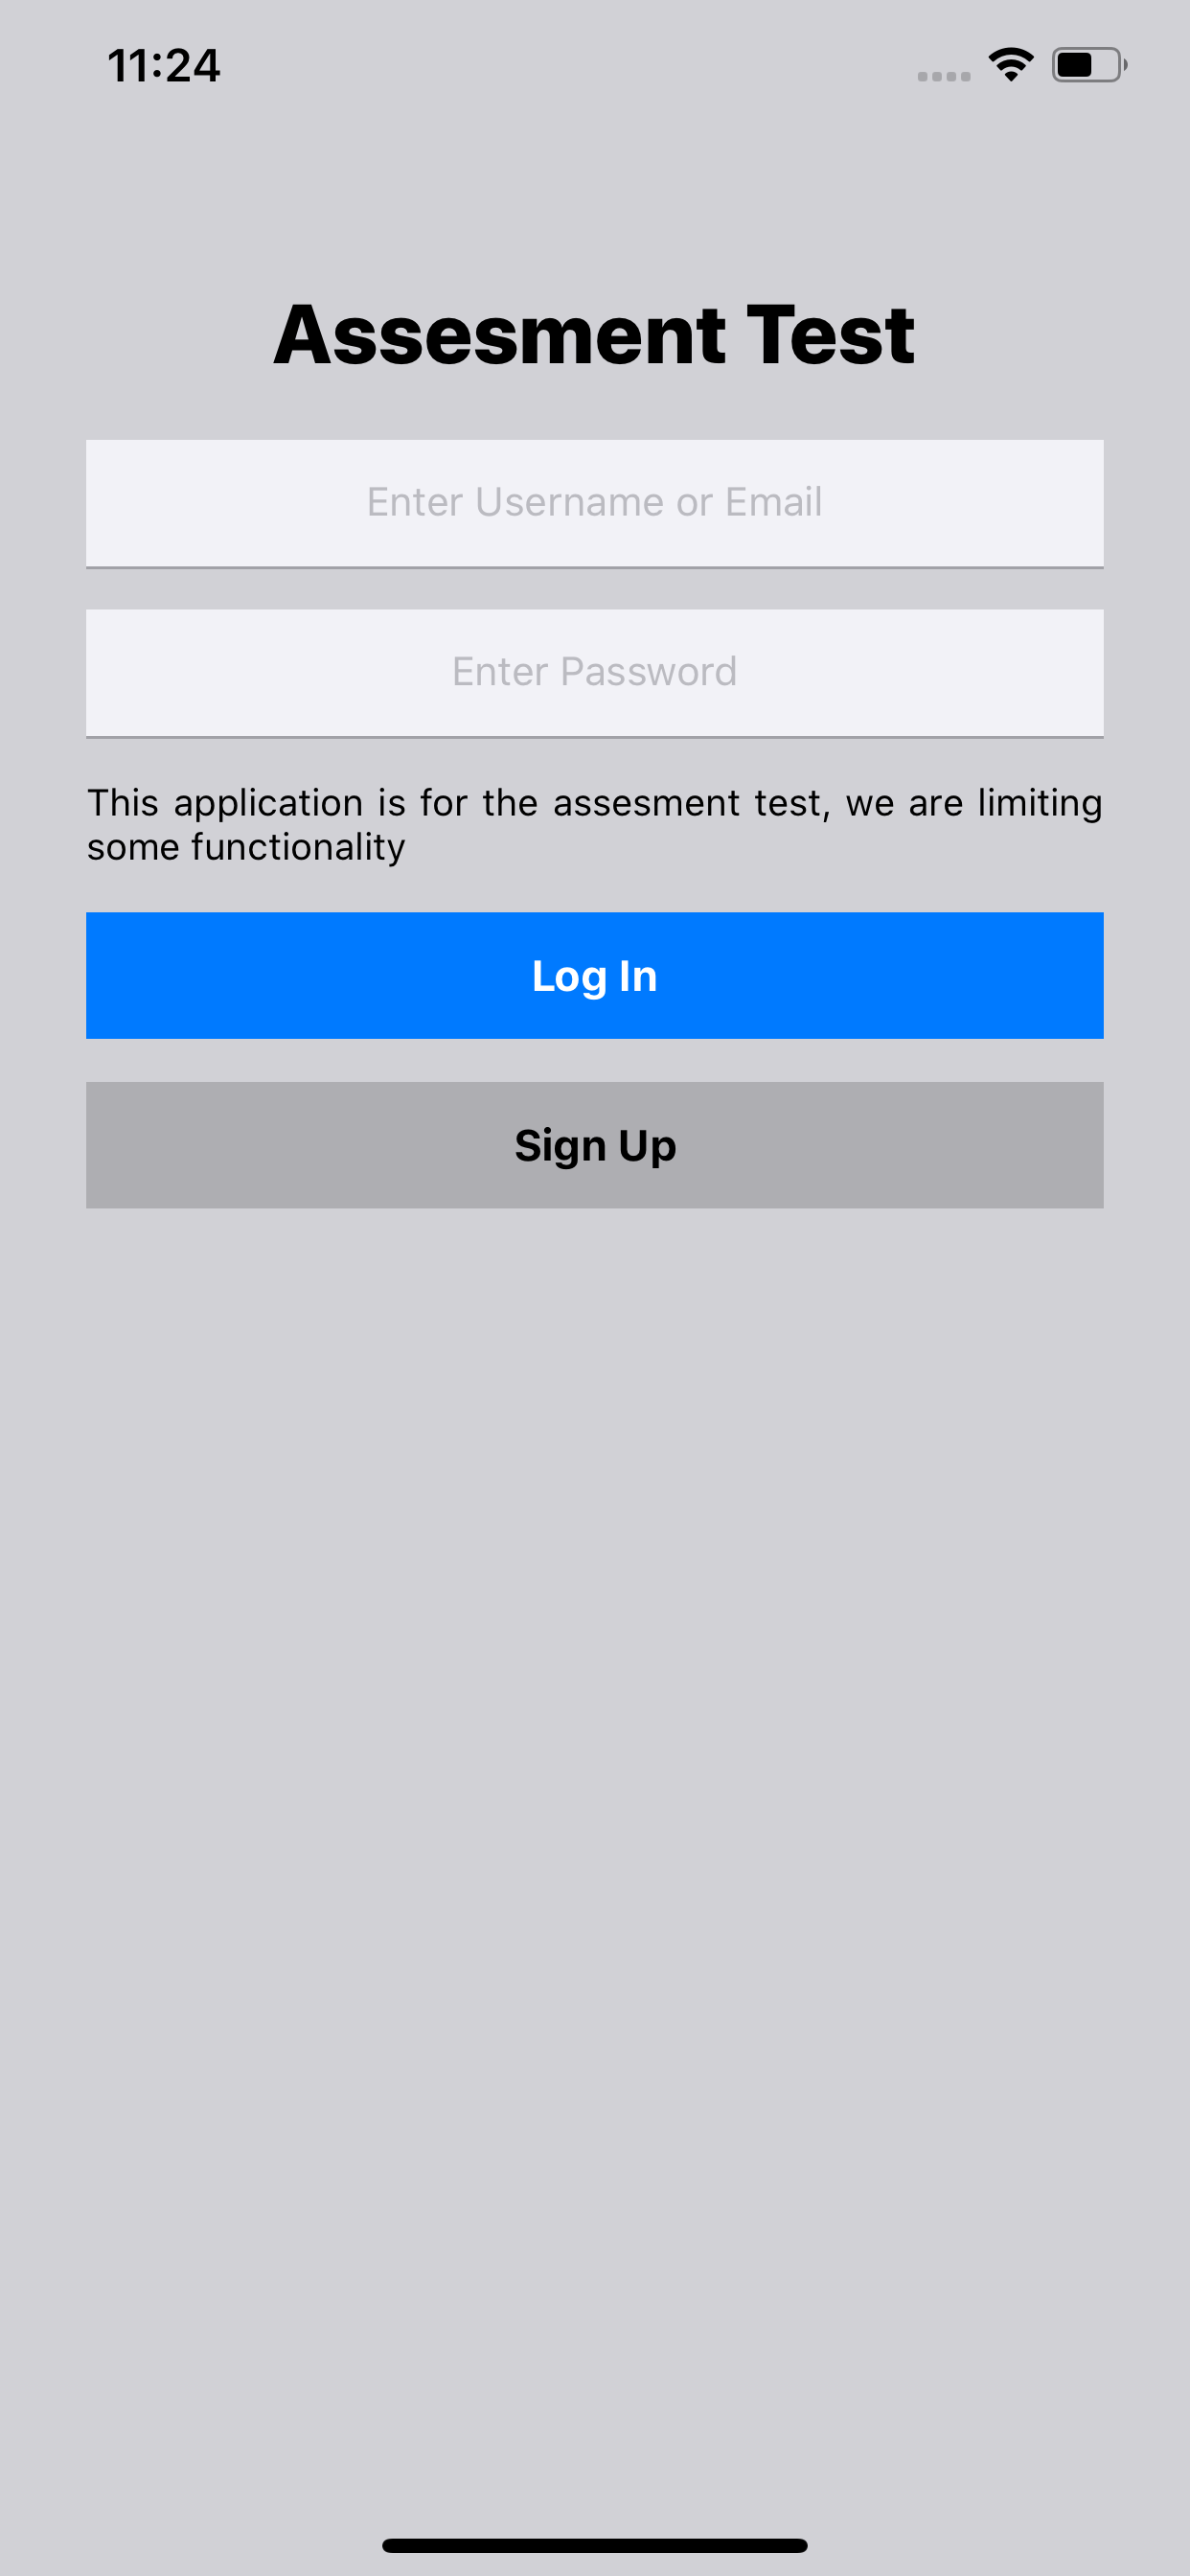 11:24
Assesment Test
Enter Username or Email
Enter Password
This application is for the assesment test, we are limiting
some functionality
Log In
Sign Up